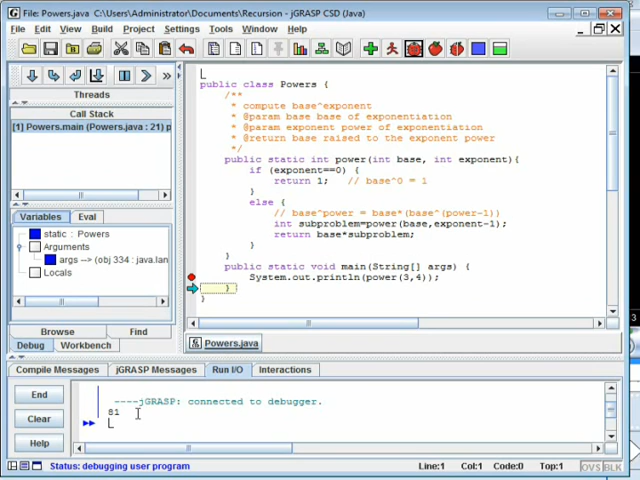 File: Powers.java C:\Users\Administrator\Documents\Recursion - jGRASP CSD (Java)
File Edit View Build Project Settings Tools Window Help
Threads
Call Stack
[1] Powers.main (Powers.java : 21) p
Variables Eval
static : Powers
Arguments
args --> (obj 334 : java.lan
Locals
Browse Find
Debug Workbench
public class Powers {
/**
* compute base^exponent
* @param base base of exponentiation
* @param exponent power of exponentiation
* @return base raised to the exponent power
*/
public static int power(int base, int exponent){
if (exponent==0) {
return 1; // base^0 = 1
}
else {
// base^power = base*(base^(power-1))
int subproblem=power(base,exponent-1);
return base*subproblem;
}
}
public static void main(String[] args) {
System.out.println(power(3,4));
}
}
Powers.java
Compile Messages jGRASP Messages Run I/O Interactions
End
Clear
Help
----jGRASP: connected to debugger.
81
Status: debugging user program Line:1 Col:1 Code:0 Top:1 OVS BLK
3